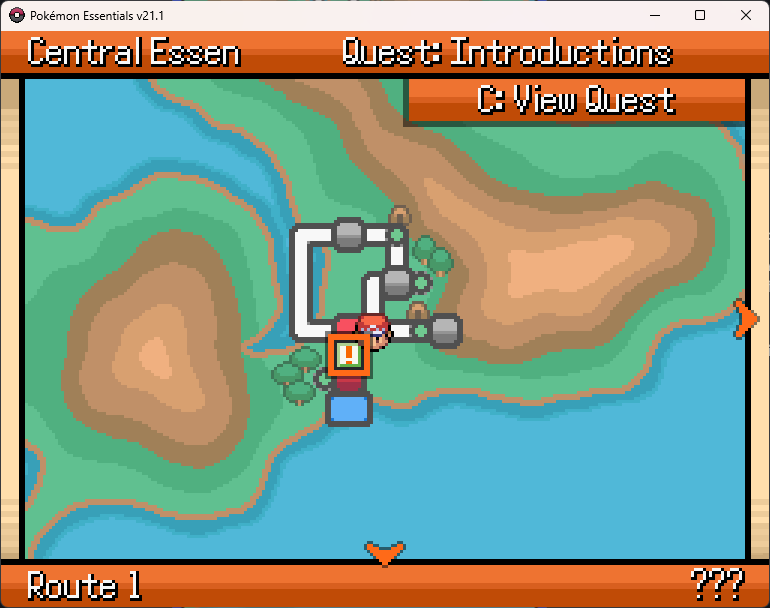 Pokémon Essentials v21.1
Central Essen
Quest: Introductions
C: View Quest
!
Route 1
???